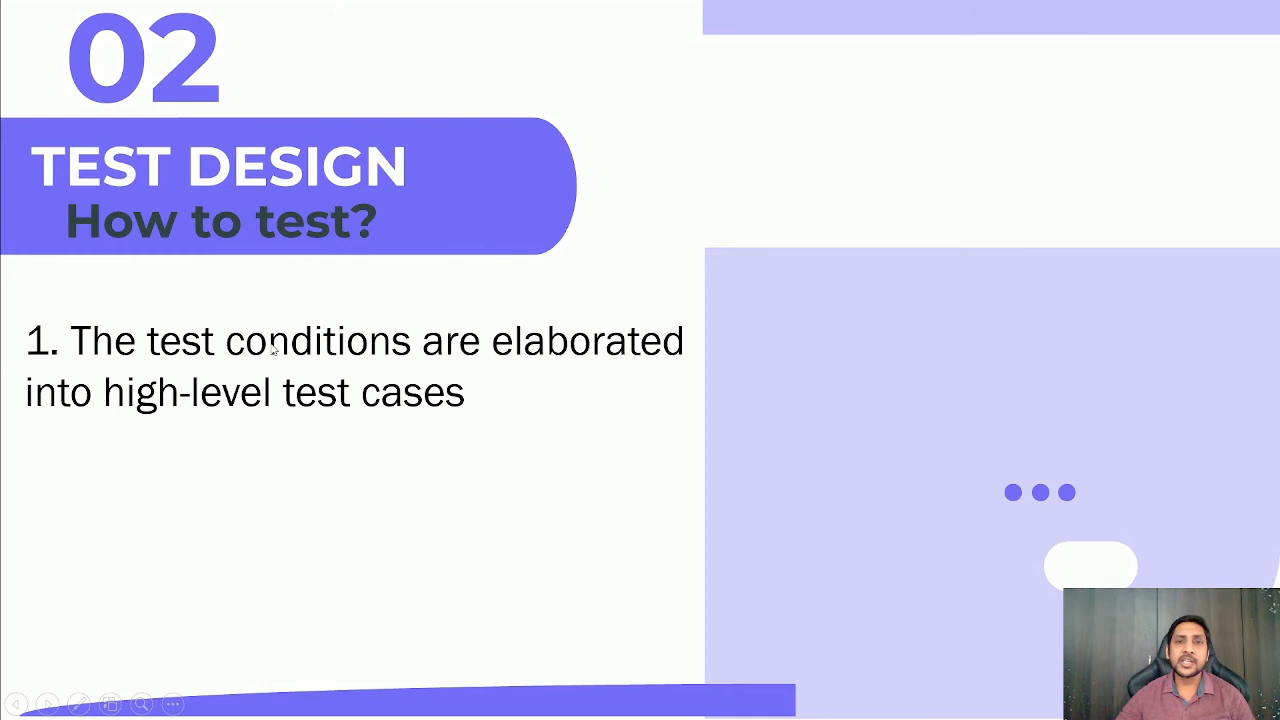 02
TEST DESIGN
How to test?
1. The test conditions are elaborated
into high-level test cases